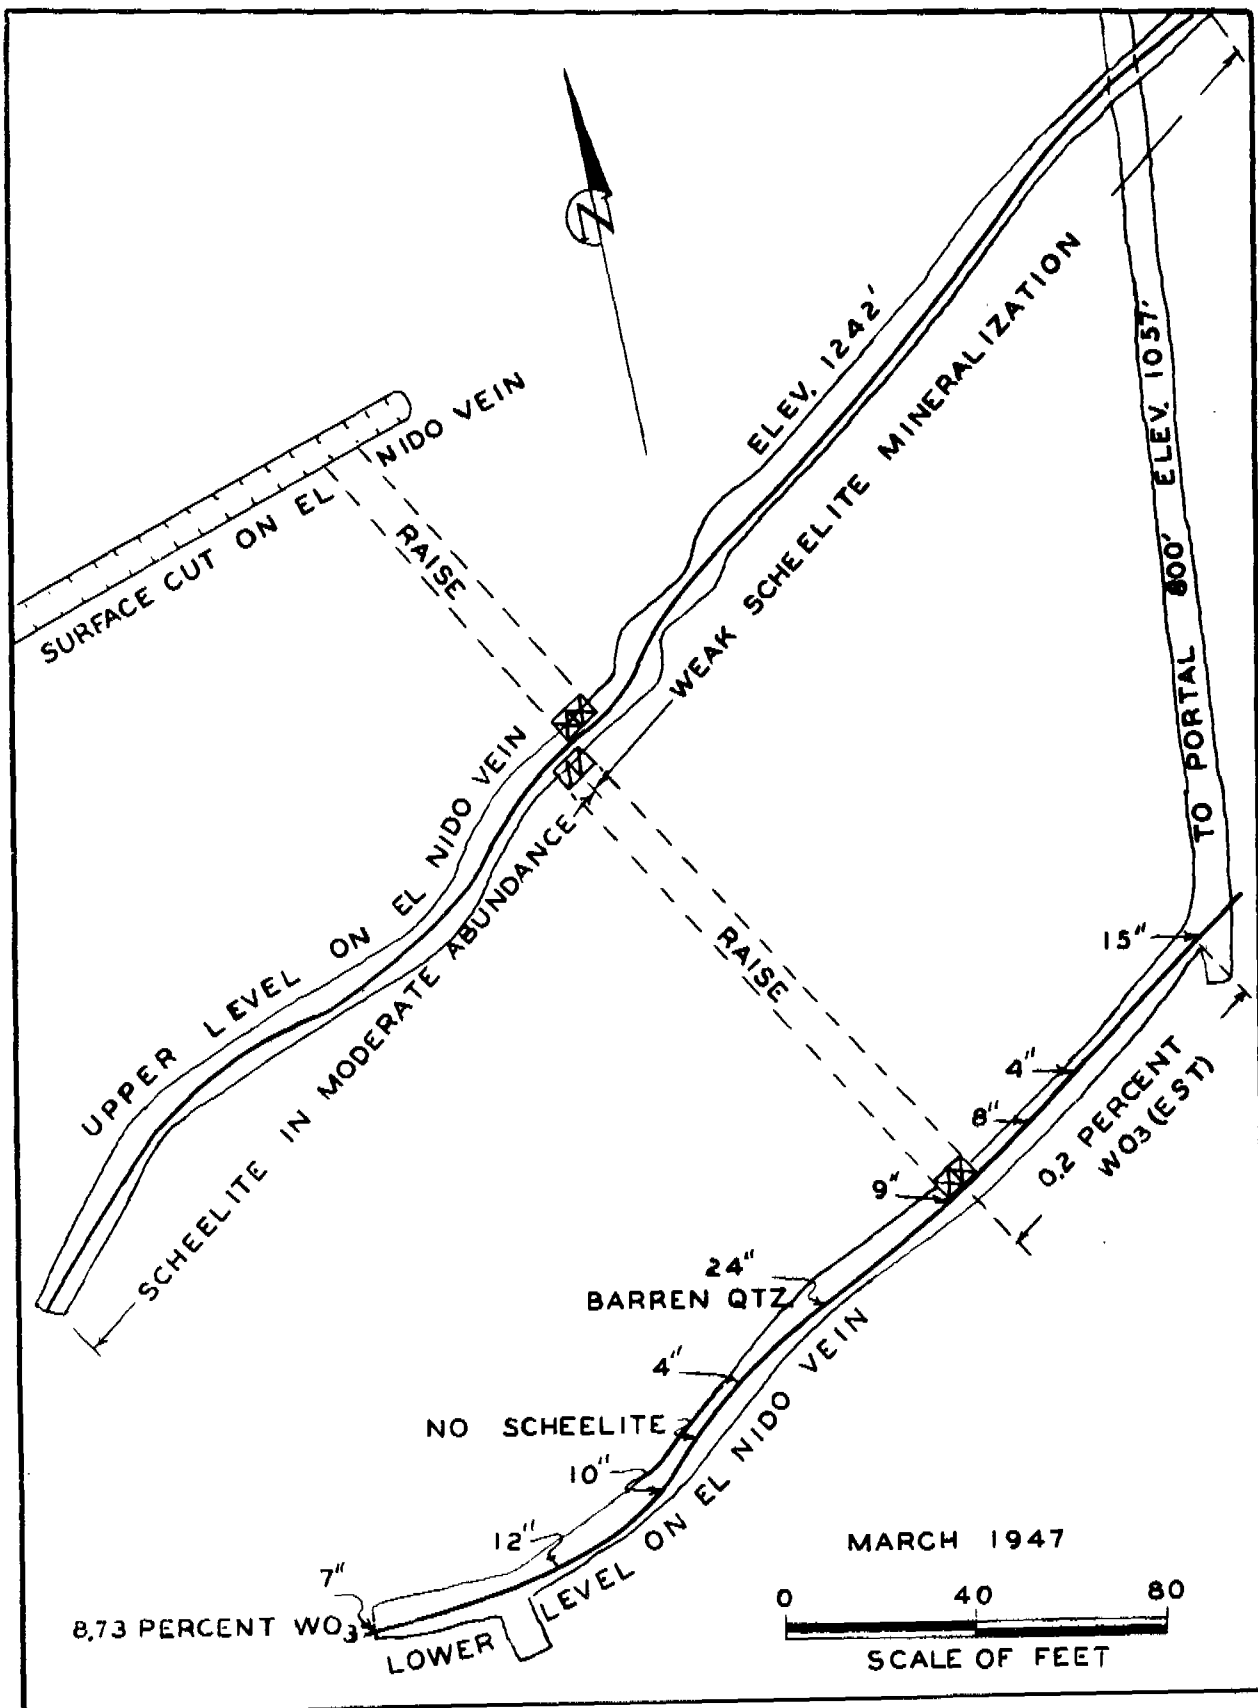 N
ELEV. 1242'
WEAK SCHEELITE MINERALIZATION
TO PORTAL 800' ELEV. 1057'
SURFACE CUT ON EL NIDO VEIN
RAISE
UPPER LEVEL ON EL NIDO VEIN
SCHEELITE IN MODERATE ABUNDANCE
RAISE
15"
4"
8"
9"
0.2 PERCENT
WO3 (EST)
24"
BARREN QTZ.
4"
NO SCHEELITE
10"
12"
7"
8.73 PERCENT WO3
LOWER LEVEL ON EL NIDO VEIN
MARCH 1947
0 40 80
SCALE OF FEET